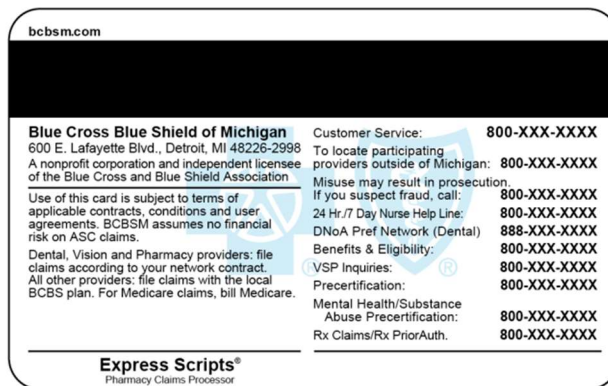 bcbsm.com
Blue Cross Blue Shield of Michigan
600 E. Lafayette Blvd., Detroit, MI 48226-2998
A nonprofit corporation and independent licensee
of the Blue Cross and Blue Shield Association
Use of this card is subject to terms of
applicable contracts, conditions and user
agreements. BCBSM assumes no financial
risk on ASC claims.
Dental, Vision and Pharmacy providers: file
claims according to your network contract.
All other providers: file claims with the local
BCBS plan. For Medicare claims, bill Medicare.
Express Scripts®
Pharmacy Claims Processor
Customer Service: 800-XXX-XXXX
To locate participating
providers outside of Michigan: 800-XXX-XXXX
Misuse may result in prosecution.
If you suspect fraud, call: 800-XXX-XXXX
24 Hr./7 Day Nurse Help Line: 800-XXX-XXXX
DNoA Pref Network (Dental) 888-XXX-XXXX
Benefits & Eligibility: 800-XXX-XXXX
VSP Inquiries: 800-XXX-XXXX
Precertification: 800-XXX-XXXX
Mental Health/Substance
Abuse Precertification: 800-XXX-XXXX
Rx Claims/Rx PriorAuth. 800-XXX-XXXX
® ®